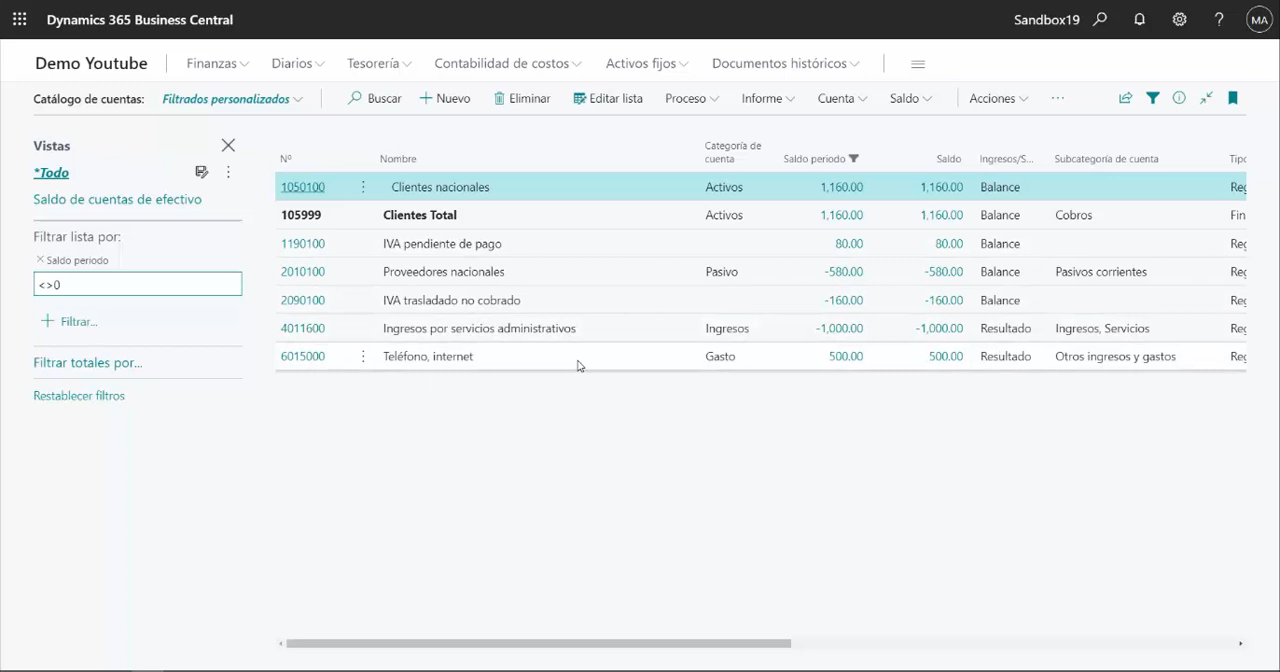 Dynamics 365 Business Central
Sandbox19
?
MA
Demo Youtube
Finanzas
Diarios
Tesorería
Contabilidad de costos
Activos fijos
Documentos históricos
Catálogo de cuentas:
Filtrados personalizados
Buscar
Nuevo
Eliminar
Editar lista
Proceso
Informe
Cuenta
Saldo
Acciones
Vistas
*Todo
Saldo de cuentas de efectivo
Filtrar lista por:
Saldo periodo
<>0
Filtrar...
Filtrar totales por...
Restablecer filtros
Nº Nombre Categoría de cuenta Saldo periodo Saldo Ingresos/S... Subcategoría de cuenta Tipo
1050100 Clientes nacionales Activos 1,160.00 1,160.00 Balance Reg
105999 Clientes Total Activos 1,160.00 1,160.00 Balance Cobros Fin
1190100 IVA pendiente de pago 80.00 80.00 Balance Reg
2010100 Proveedores nacionales Pasivo -580.00 -580.00 Balance Pasivos corrientes Reg
2090100 IVA trasladado no cobrado -160.00 -160.00 Balance Reg
4011600 Ingresos por servicios administrativos Ingresos -1,000.00 -1,000.00 Resultado Ingresos, Servicios Reg
6015000 Teléfono, internet Gasto 500.00 500.00 Resultado Otros ingresos y gastos Reg